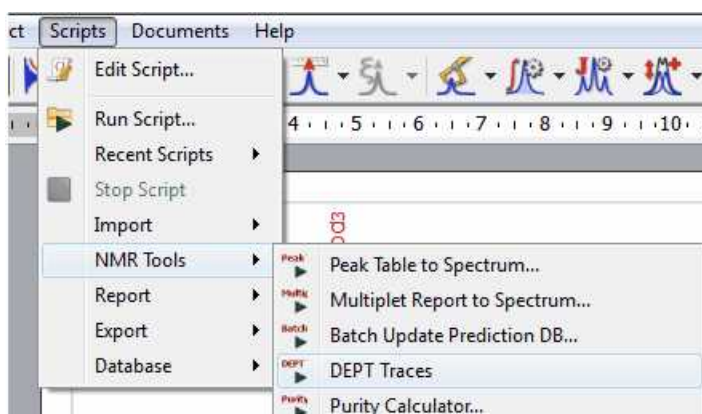 ct Scripts Documents Help
Edit Script...
Run Script...
4 5 6 7 8 9 10
Recent Scripts
Stop Script
Import
od3
NMR Tools
Peak Peak Table to Spectrum...
Report
Multip Multiplet Report to Spectrum...
Export
Batch Batch Update Prediction DB...
Database
DEPT DEPT Traces
Purity Purity Calculator...